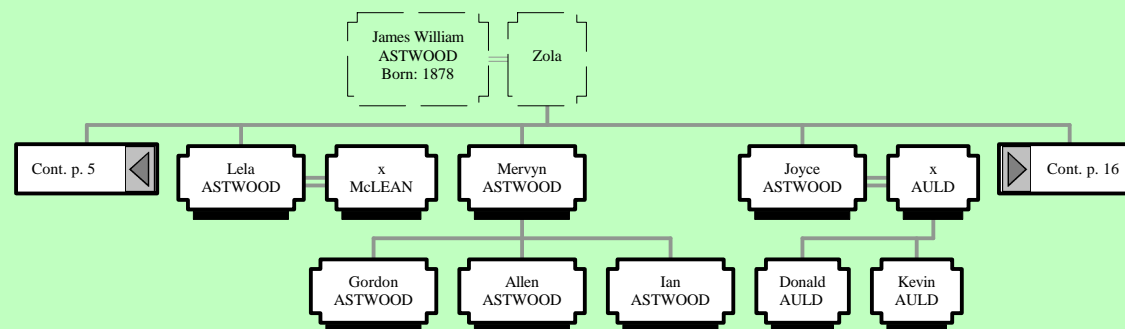 James William
ASTWOOD
Born: 1878
Zola
Cont. p. 5
Lela
ASTWOOD
x
McLEAN
Mervyn
ASTWOOD
Joyce
ASTWOOD
x
AULD
Cont. p. 16
Gordon
ASTWOOD
Allen
ASTWOOD
Ian
ASTWOOD
Donald
AULD
Kevin
AULD